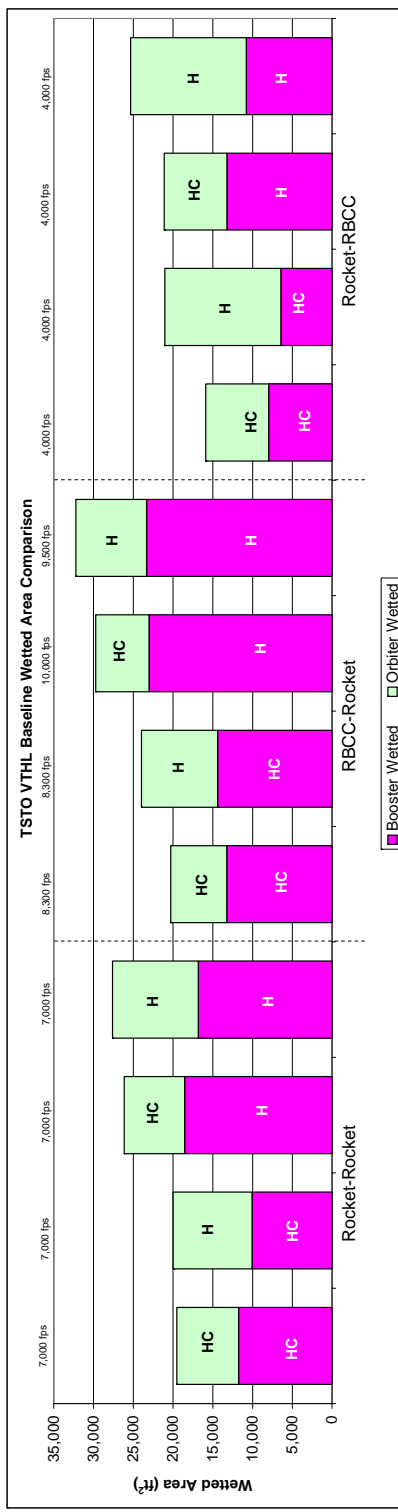 TSTO VTHL Baseline Wetted Area Comparison
7,000 fps 7,000 fps 7,000 fps 7,000 fps 8,300 fps 8,300 fps 10,000 fps 9,500 fps 4,000 fps 4,000 fps 4,000 fps 4,000 fps
35,000
30,000
25,000
20,000
15,000
10,000
5,000
0
Wetted Area (ft²)
HC H HC H HC H HC H HC H HC H
HC HC H H HC HC H H HC HC H H
Rocket-Rocket RBCC-Rocket Rocket-RBCC
Booster Wetted Orbiter Wetted